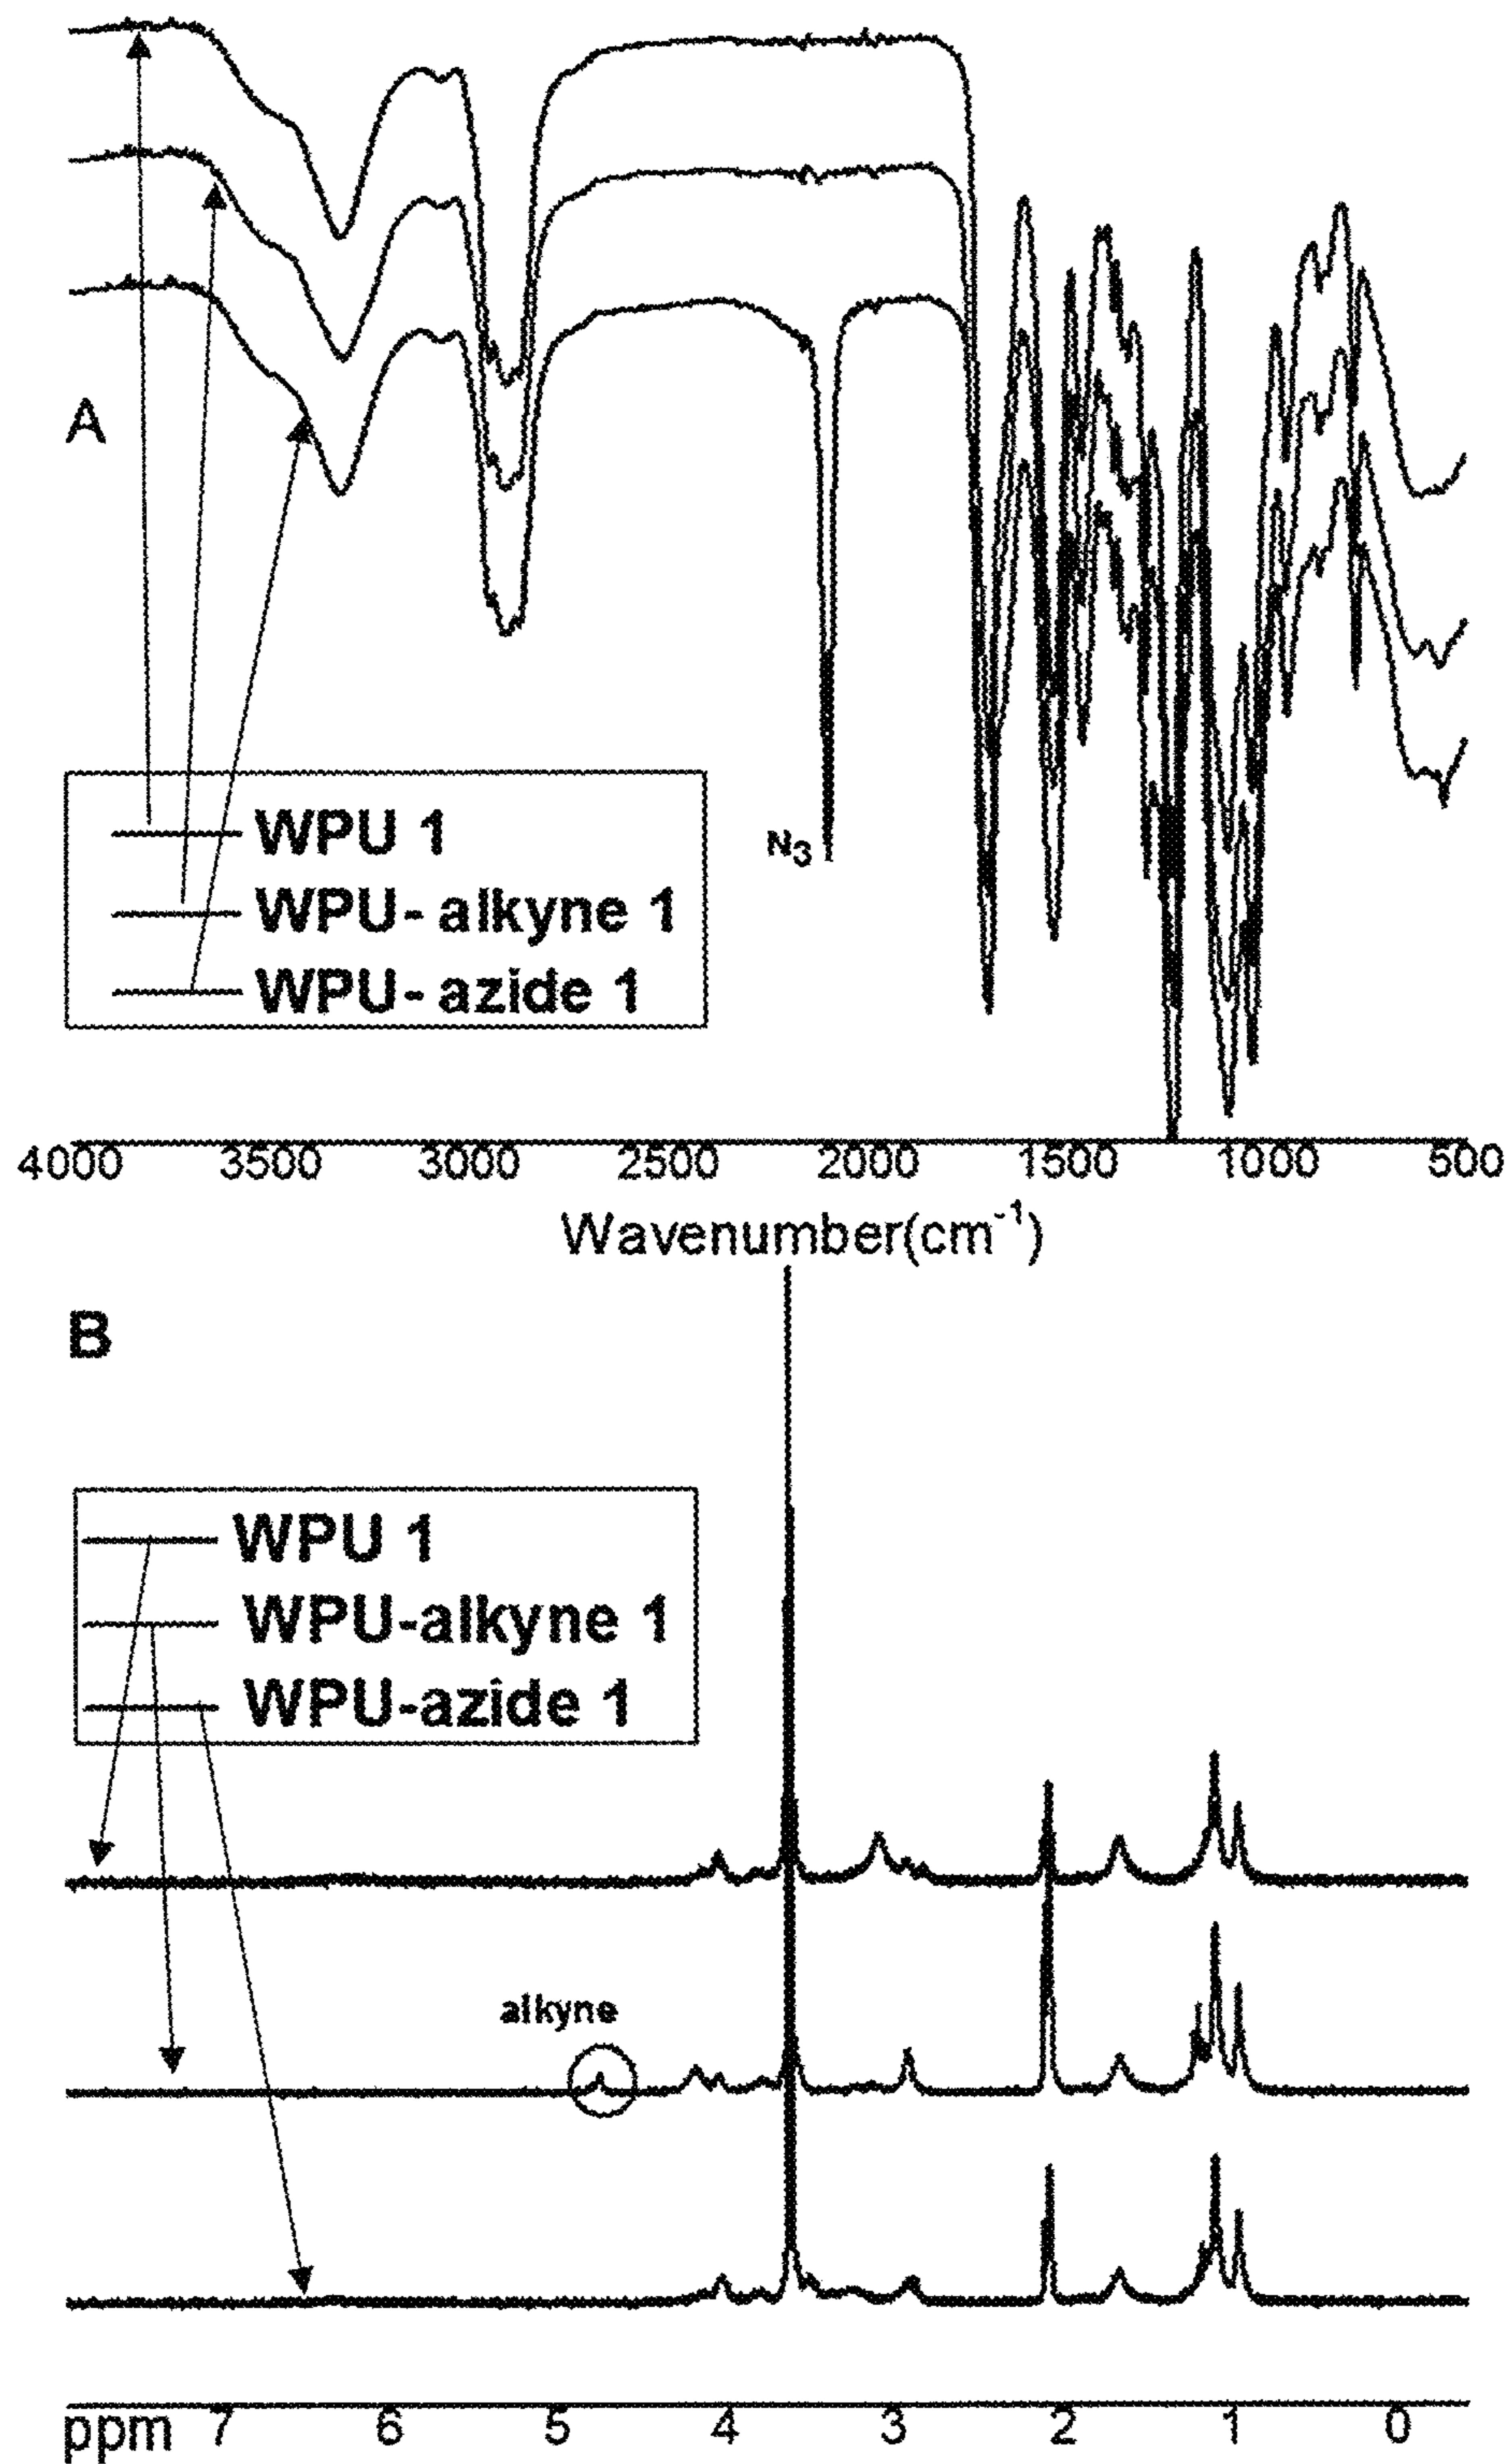 A
WPU 1
WPU- alkyne 1
WPU- azide 1
N3
4000 3500 3000 2500 2000 1500 1000 500
Wavenumber(cm-1)
B
WPU 1
WPU-alkyne 1
WPU-azide 1
alkyne
ppm 7 6 5 4 3 2 1 0